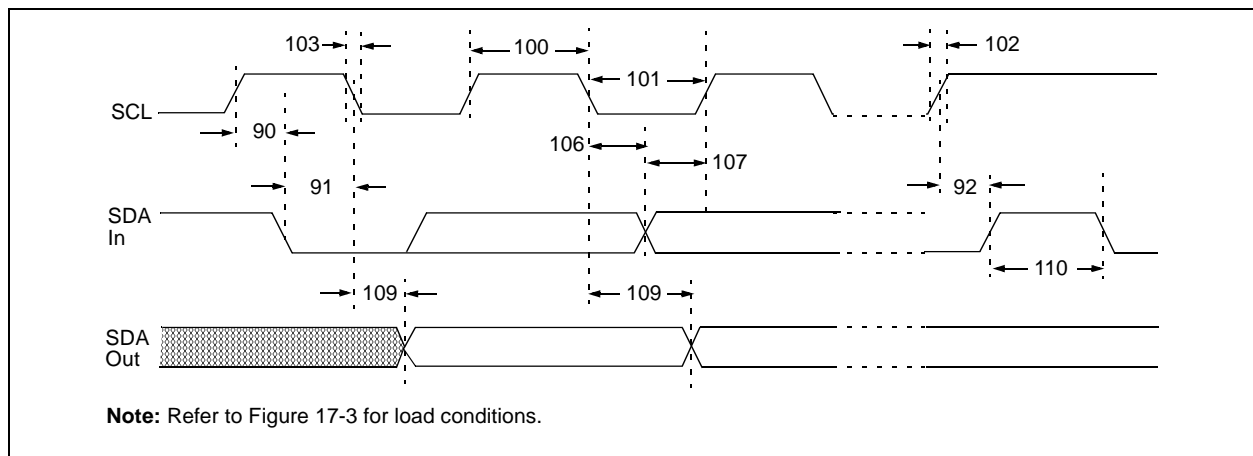 103
100
102
101
SCL
90
106
107
91
92
SDA
In
110
109
109
SDA
Out
Note: Refer to Figure 17-3 for load conditions.